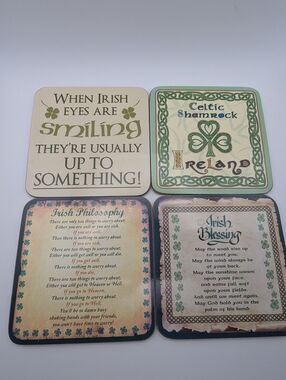 WHEN IRISH
EYES ARE
smiling
THEY'RE USUALLY
UP TO
SOMETHING!
Celtic
Shamrock
IRELAND
Irish Philosophy
There are only two things to worry about:
Either you are well or you are sick.
If you are well,
Then there is nothing to worry about.
If you are sick,
There are two things to worry about:
Either you will get well or you will die.
If you get well,
There is nothing to worry about.
If you die,
There are two things to worry about:
Either you will go to Heaven or Hell.
If you go to Heaven,
There is nothing to worry about.
If you go to Hell,
You'll be so damn busy
shaking hands with your friends,
you won't have time to worry!
Irish
Blessing
May the road rise up
to meet you.
May the wind always be
at your back.
May the sunshine warm
upon your face
and rains fall soft
upon your fields
And until we meet again,
May God hold you in the
palm of his hand